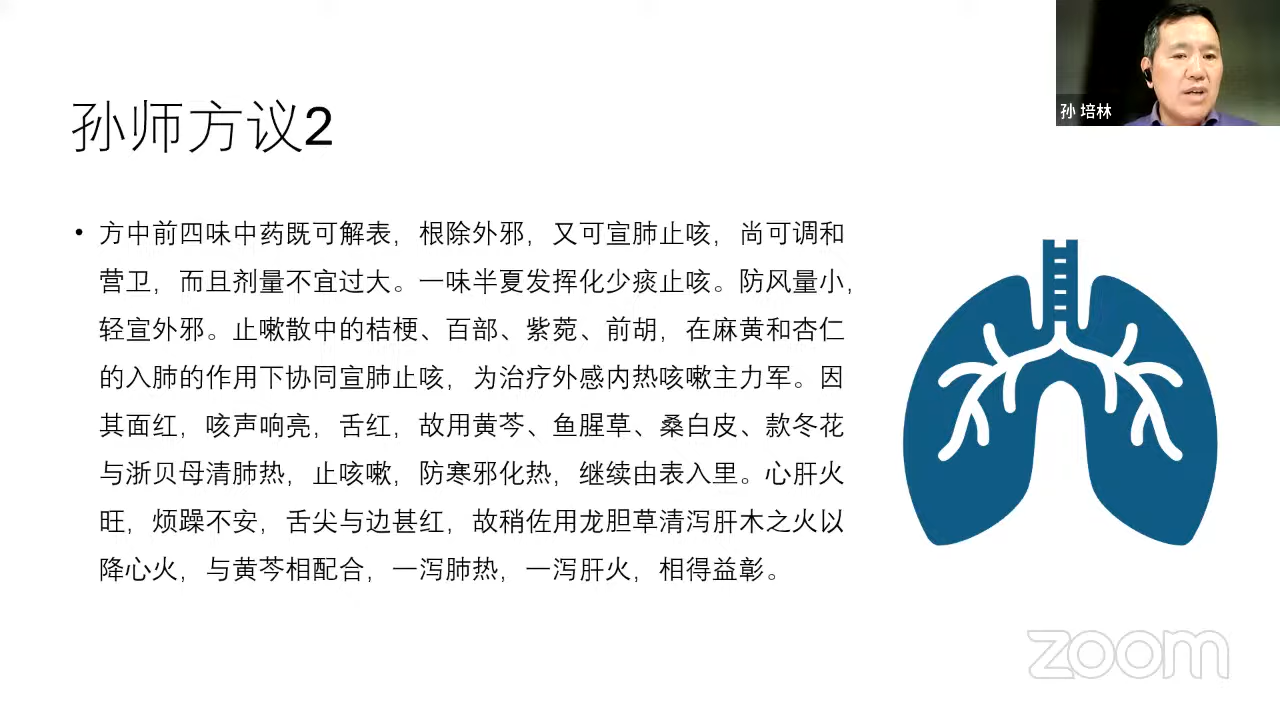 孙 培林
孙师方议2
• 方中前四味中药既可解表，根除外邪，又可宣肺止咳，尚可调和
营卫，而且剂量不宜过大。一味半夏发挥化少痰止咳。防风量小，
轻宣外邪。止嗽散中的桔梗、百部、紫菀、前胡，在麻黄和杏仁
的入肺的作用下协同宣肺止咳，为治疗外感内热咳嗽主力军。因
其面红，咳声响亮，舌红，故用黄芩、鱼腥草、桑白皮、款冬花
与浙贝母清肺热，止咳嗽，防寒邪化热，继续由表入里。心肝火
旺，烦躁不安，舌尖与边甚红，故稍佐用龙胆草清泻肝木之火以
降心火，与黄芩相配合，一泻肺热，一泻肝火，相得益彰。
zoom